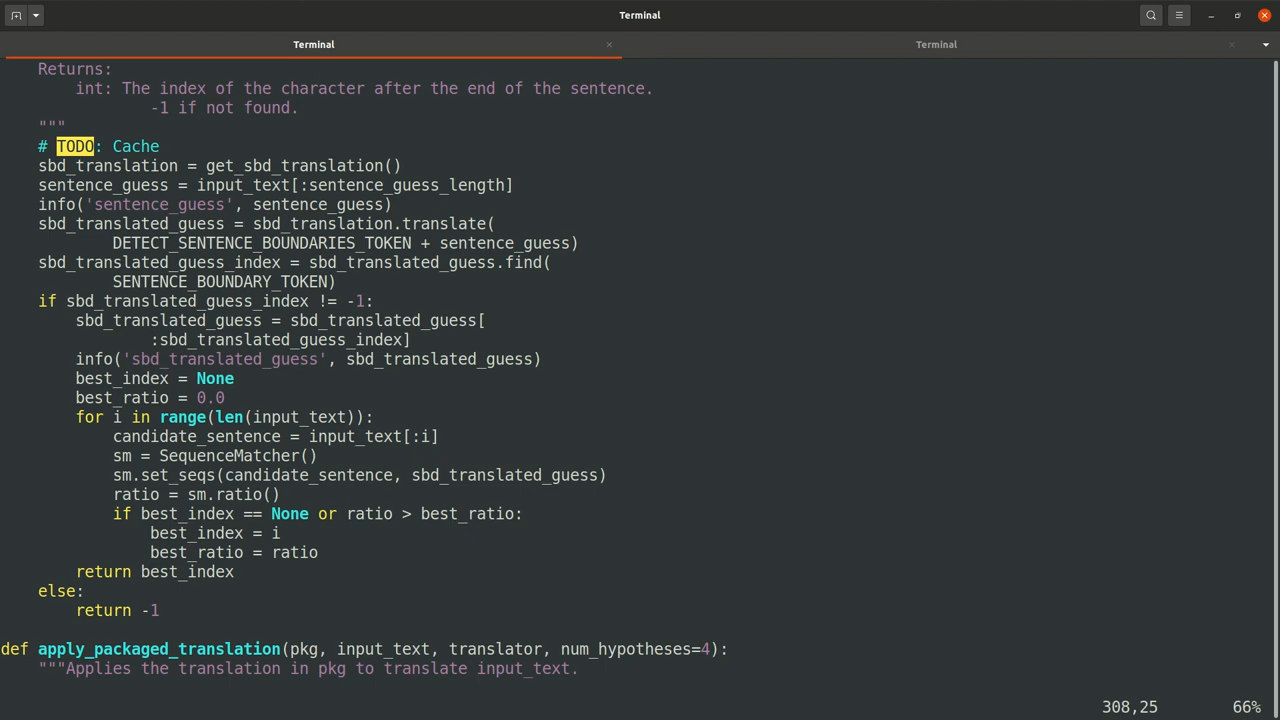 Terminal
Terminal
Terminal
    Returns:
        int: The index of the character after the end of the sentence.
                -1 if not found.
    """
    # TODO: Cache
    sbd_translation = get_sbd_translation()
    sentence_guess = input_text[:sentence_guess_length]
    info('sentence_guess', sentence_guess)
    sbd_translated_guess = sbd_translation.translate(
            DETECT_SENTENCE_BOUNDARIES_TOKEN + sentence_guess)
    sbd_translated_guess_index = sbd_translated_guess.find(
            SENTENCE_BOUNDARY_TOKEN)
    if sbd_translated_guess_index != -1:
        sbd_translated_guess = sbd_translated_guess[
                :sbd_translated_guess_index]
        info('sbd_translated_guess', sbd_translated_guess)
        best_index = None
        best_ratio = 0.0
        for i in range(len(input_text)):
            candidate_sentence = input_text[:i]
            sm = SequenceMatcher()
            sm.set_seqs(candidate_sentence, sbd_translated_guess)
            ratio = sm.ratio()
            if best_index == None or ratio > best_ratio:
                best_index = i
                best_ratio = ratio
        return best_index
    else:
        return -1
def apply_packaged_translation(pkg, input_text, translator, num_hypotheses=4):
    """Applies the translation in pkg to translate input_text.
308,25 66%